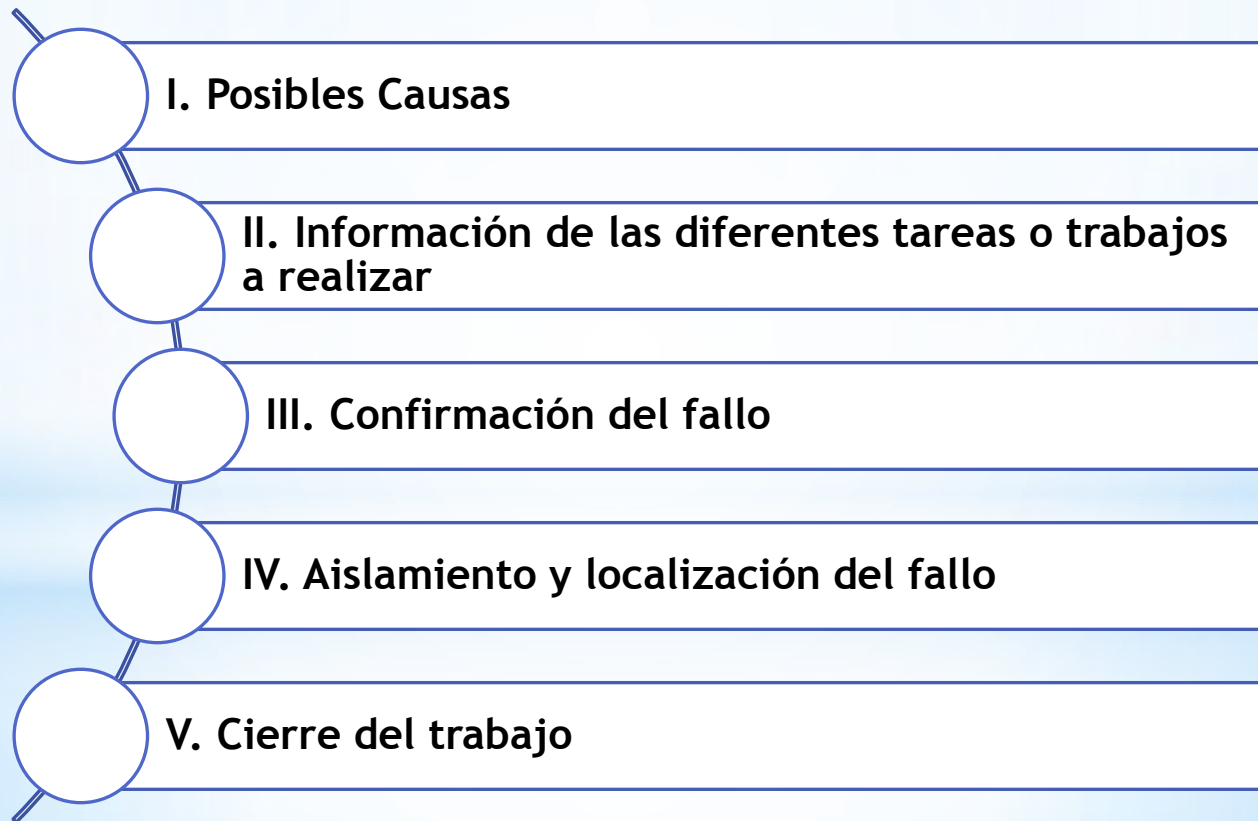 I. Posibles Causas
II. Información de las diferentes tareas o trabajos
a realizar
III. Confirmación del fallo
IV. Aislamiento y localización del fallo
V. Cierre del trabajo